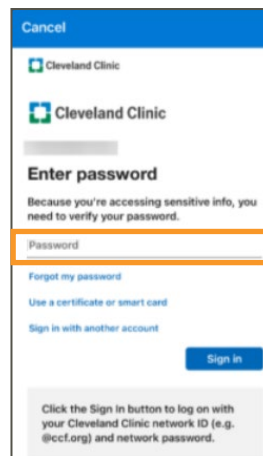 Cancel
Cleveland Clinic
Cleveland Clinic
Enter password
Because you're accessing sensitive info, you
need to verify your password.
Password
Forgot my password
Use a certificate or smart card
Sign in with another account
Sign in
Click the Sign In button to log on with
your Cleveland Clinic network ID (e.g.
@ccf.org) and network password.